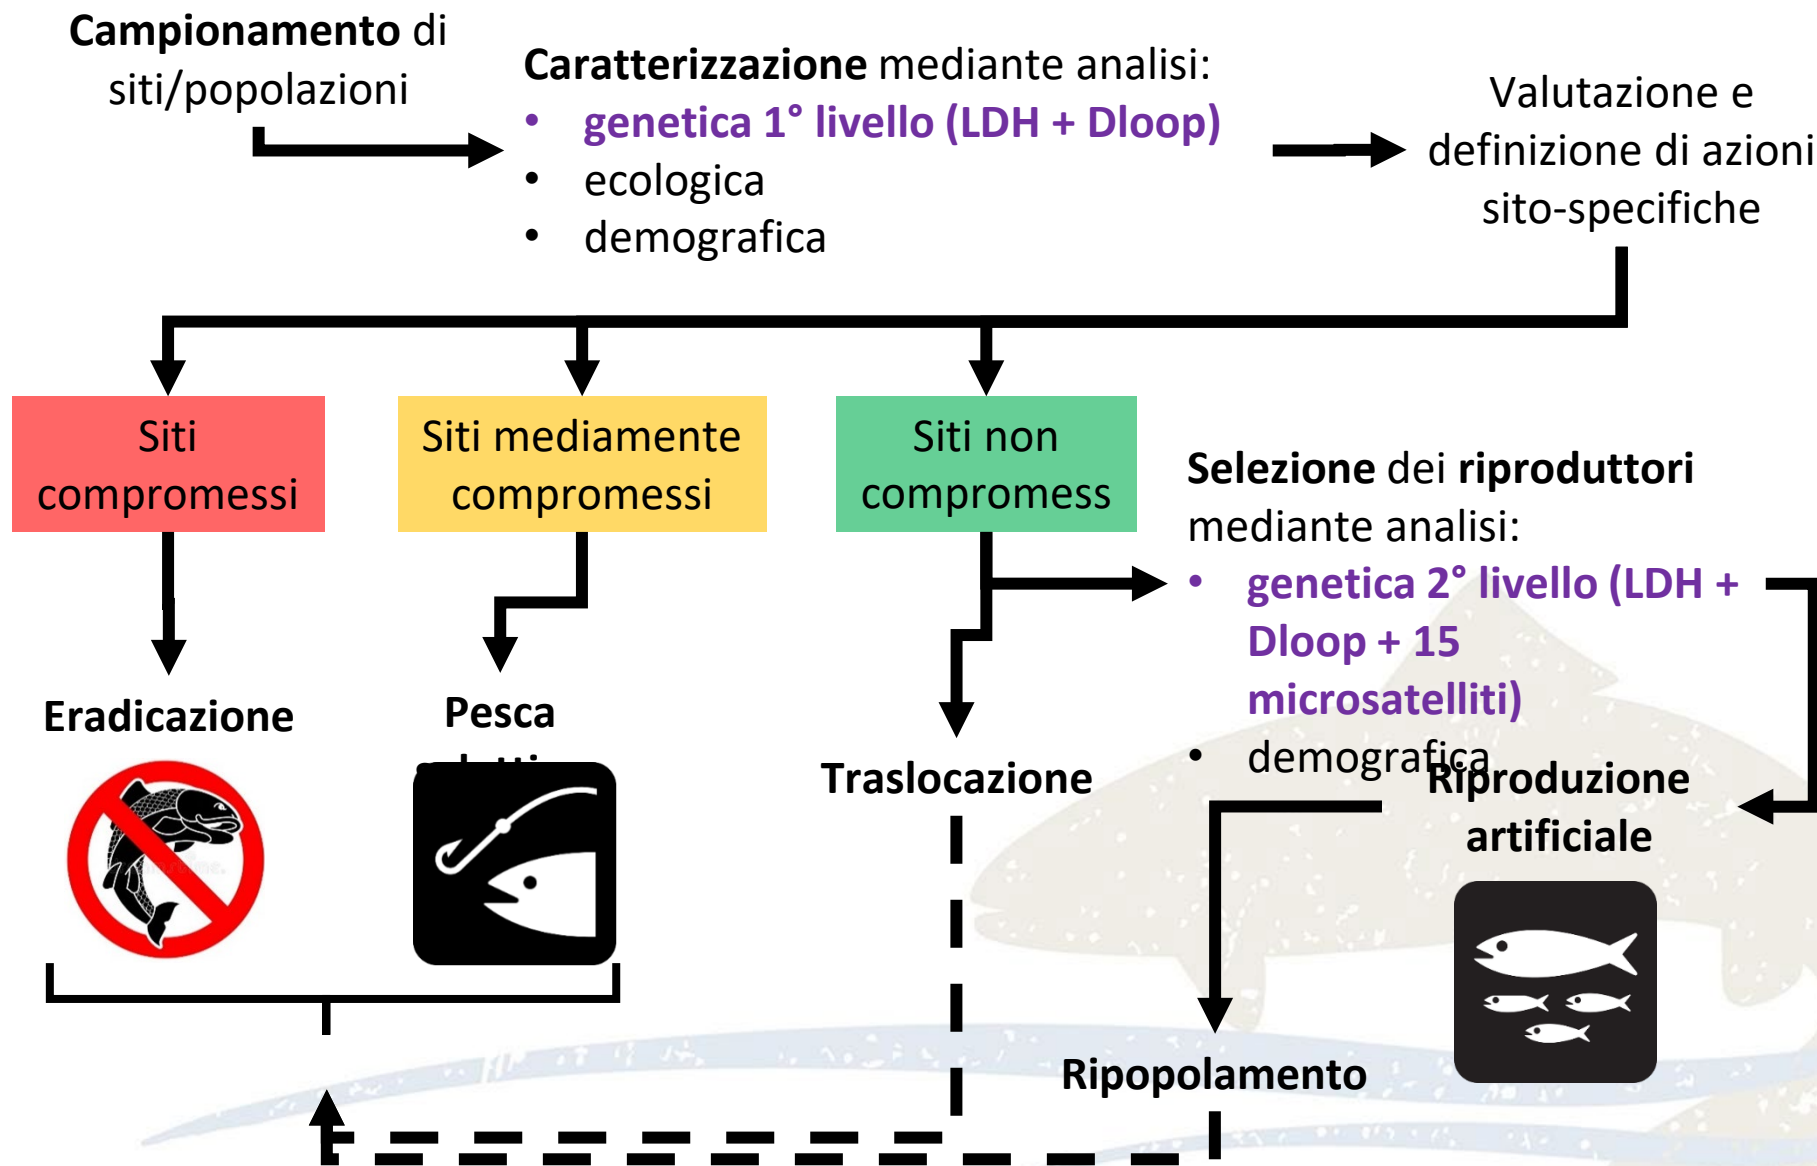 Campionamento di
siti/popolazioni
Caratterizzazione mediante analisi:
• genetica 1° livello (LDH + Dloop)
• ecologica
• demografica
Valutazione e
definizione di azioni
sito-specifiche
Siti
compromessi
Siti mediamente
compromessi
Siti non
compromess
Selezione dei riproduttori
mediante analisi:
• genetica 2° livello (LDH +
Dloop + 15
microsatelliti)
• demografica
Eradicazione
Pesca
Traslocazione
Riproduzione
artificiale
Ripopolamento